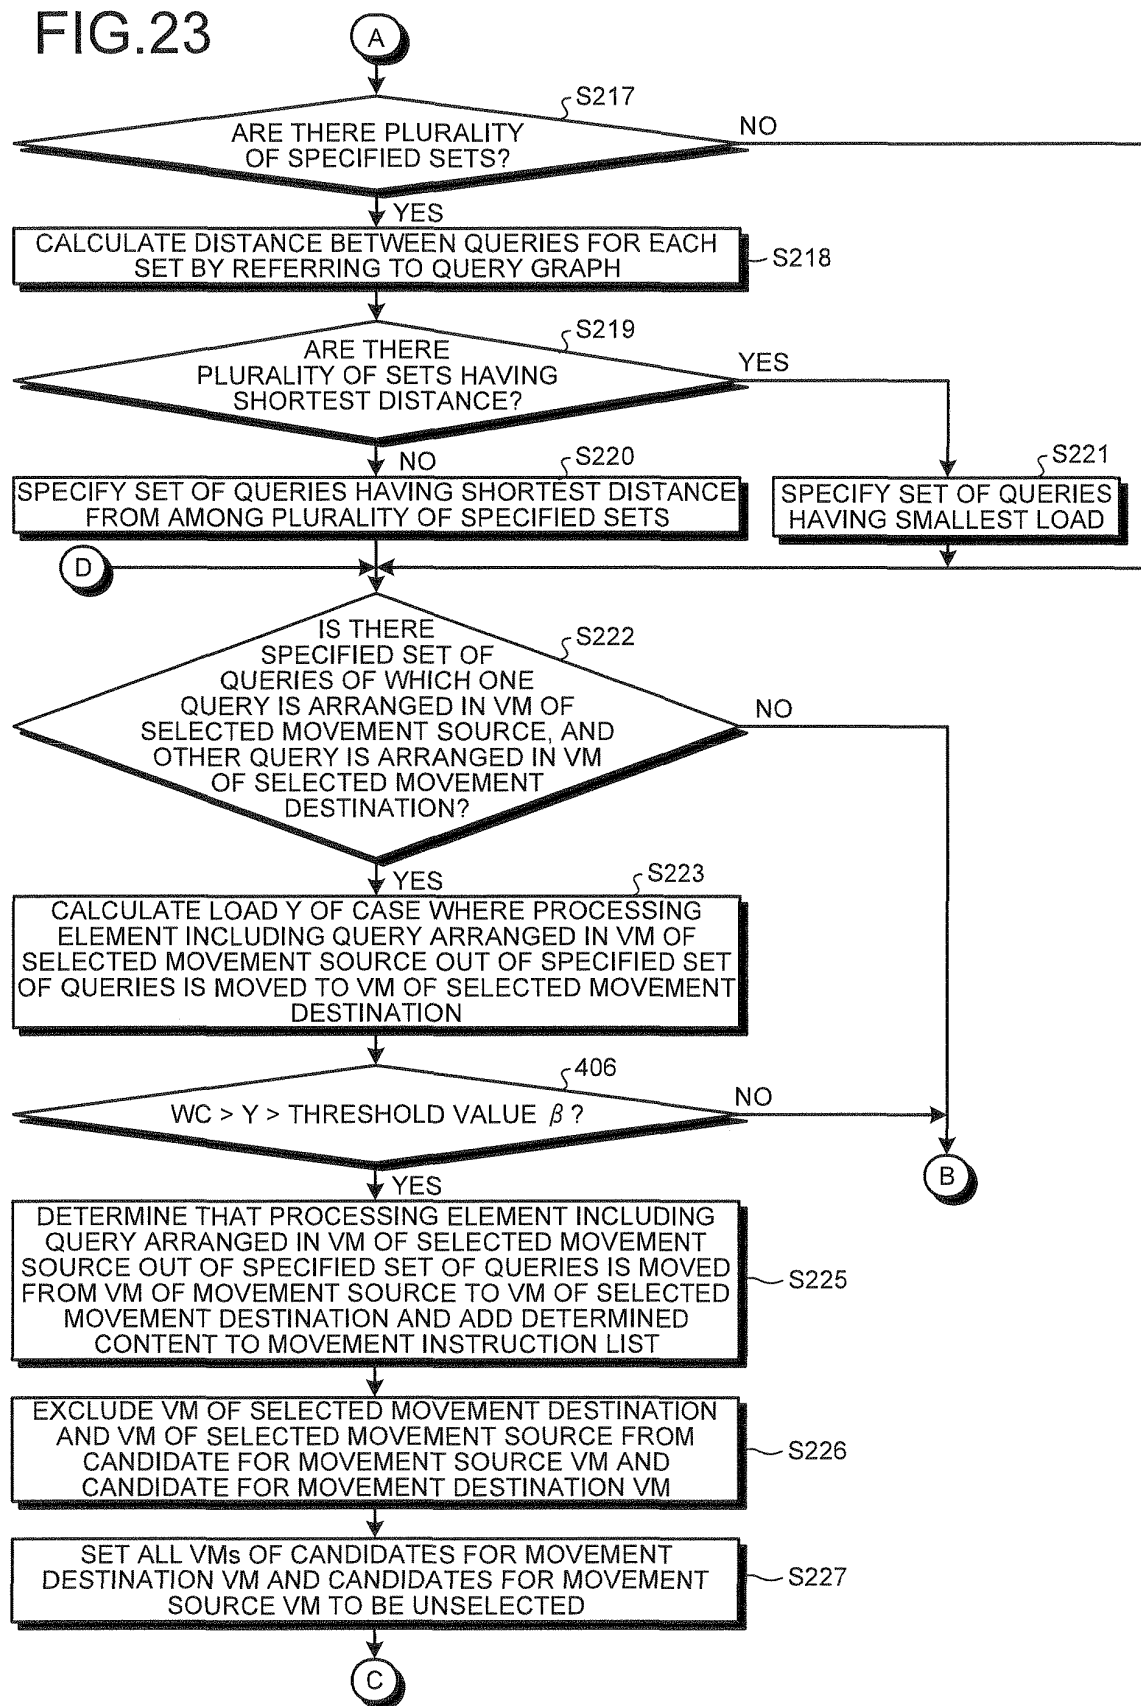 FIG.23
A
S217
ARE THERE PLURALITY
OF SPECIFIED SETS?
NO
YES
CALCULATE DISTANCE BETWEEN QUERIES FOR EACH
SET BY REFERRING TO QUERY GRAPH
S218
S219
ARE THERE
PLURALITY OF SETS HAVING
SHORTEST DISTANCE?
YES
NO
S220
SPECIFY SET OF QUERIES HAVING SHORTEST DISTANCE
FROM AMONG PLURALITY OF SPECIFIED SETS
S221
SPECIFY SET OF QUERIES
HAVING SMALLEST LOAD
D
S222
IS THERE
SPECIFIED SET OF
QUERIES OF WHICH ONE
QUERY IS ARRANGED IN VM OF
SELECTED MOVEMENT SOURCE, AND
OTHER QUERY IS ARRANGED IN VM
OF SELECTED MOVEMENT
DESTINATION?
NO
YES
S223
CALCULATE LOAD Y OF CASE WHERE PROCESSING
ELEMENT INCLUDING QUERY ARRANGED IN VM OF
SELECTED MOVEMENT SOURCE OUT OF SPECIFIED SET
OF QUERIES IS MOVED TO VM OF SELECTED MOVEMENT
DESTINATION
406
WC > Y > THRESHOLD VALUE β ?
NO
YES
B
DETERMINE THAT PROCESSING ELEMENT INCLUDING
QUERY ARRANGED IN VM OF SELECTED MOVEMENT
SOURCE OUT OF SPECIFIED SET OF QUERIES IS MOVED
FROM VM OF MOVEMENT SOURCE TO VM OF SELECTED
MOVEMENT DESTINATION AND ADD DETERMINED
CONTENT TO MOVEMENT INSTRUCTION LIST
S225
EXCLUDE VM OF SELECTED MOVEMENT DESTINATION
AND VM OF SELECTED MOVEMENT SOURCE FROM
CANDIDATE FOR MOVEMENT SOURCE VM AND
CANDIDATE FOR MOVEMENT DESTINATION VM
S226
SET ALL VMs OF CANDIDATES FOR MOVEMENT
DESTINATION VM AND CANDIDATES FOR MOVEMENT
SOURCE VM TO BE UNSELECTED
S227
C